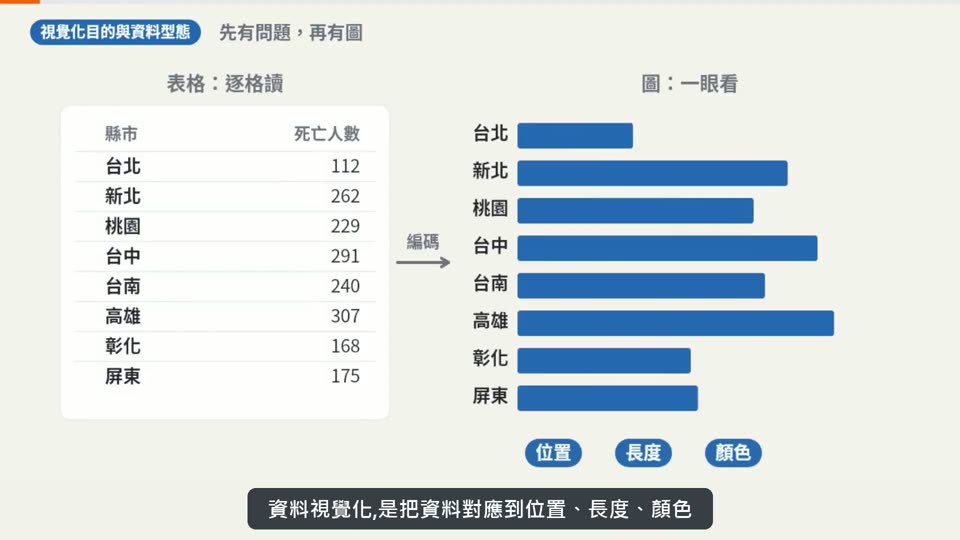 視覺化目的與資料型態 先有問題，再有圖
表格：逐格讀
縣市 死亡人數
台北 112
新北 262
桃園 229
台中 291
台南 240
高雄 307
彰化 168
屏東 175
編碼
圖：一眼看
台北
新北
桃園
台中
台南
高雄
彰化
屏東
位置 長度 顏色
資料視覺化,是把資料對應到位置、長度、顏色